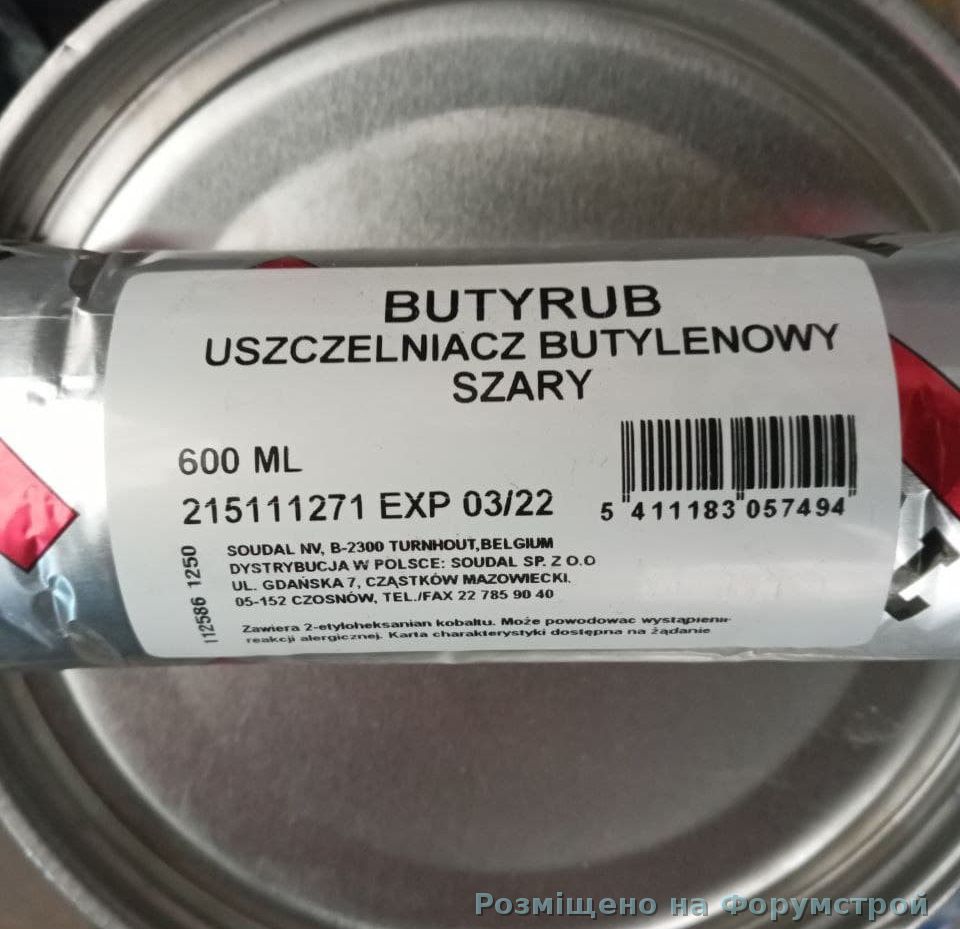 BUTYRUB
USZCZELNIACZ BUTYLENOWY
SZARY
600 ML
215111271 EXP 03/22
5 411183 057494
SOUDAL NV, B-2300 TURNHOUT,BELGIUM
DYSTRYBUCJA W POLSCE: SOUDAL SP. Z O.O
UL. GDAŃSKA 7, CZĄSTKÓW MAZOWIECKI.
05-152 CZOSNÓW, TEL./FAX 22 785 90 40
112586 1250
Zawiera 2-etyloheksanian kobaltu. Może powodowac
reakcji alergicznej. Karta charakterystyki dostępna na żądanie
Розміщено на Форумстрой